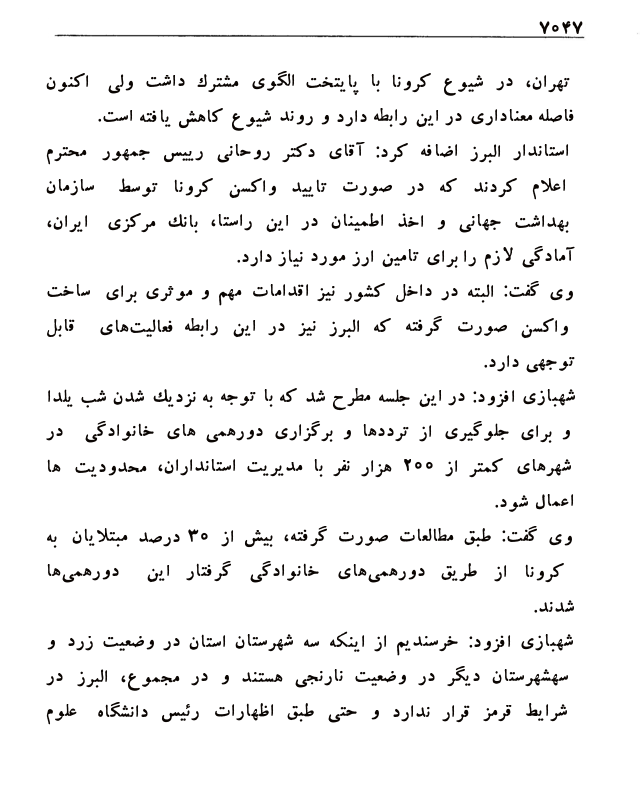 ۷۰۴۷
تهران، در شیوع کرونا با پایتخت الگوی مشترك داشت ولی اکنون
فاصله معناداری در این رابطه دارد و روند شیوع کاهش یافته است.
استاندار البرز اضافه کرد: آقای دکتر روحانی رییس جمهور محترم
اعلام کردند که در صورت تایید واکسن کرونا توسط سازمان
بهداشت جهانی و اخذ اطمینان در این راستا، بانك مرکزی ایران،
آمادگی لازم را برای تامین ارز مورد نیاز دارد.
وی گفت: البته در داخل کشور نیز اقدامات مهم و موثری برای ساخت
واکسن صورت گرفته که البرز نیز در این رابطه فعالیت‌های قابل
توجهی دارد.
شهبازی افزود: در این جلسه مطرح شد که با توجه به نزدیك شدن شب یلدا
و برای جلوگیری از ترددها و برگزاری دورهمی های خانوادگی در
شهرهای کمتر از ۲۰۰ هزار نفر با مدیریت استانداران، محدودیت ها
اعمال شود.
وی گفت: طبق مطالعات صورت گرفته، بیش از ۳۰ درصد مبتلایان به
کرونا از طریق دورهمی‌های خانوادگی گرفتار این دورهمی‌ها
شدند.
شهبازی افزود: خرسندیم از اینکه سه شهرستان استان در وضعیت زرد و
سهشهرستان دیگر در وضعیت نارنجی هستند و در مجموع، البرز در
شرایط قرمز قرار ندارد و حتی طبق اظهارات رئیس دانشگاه علوم